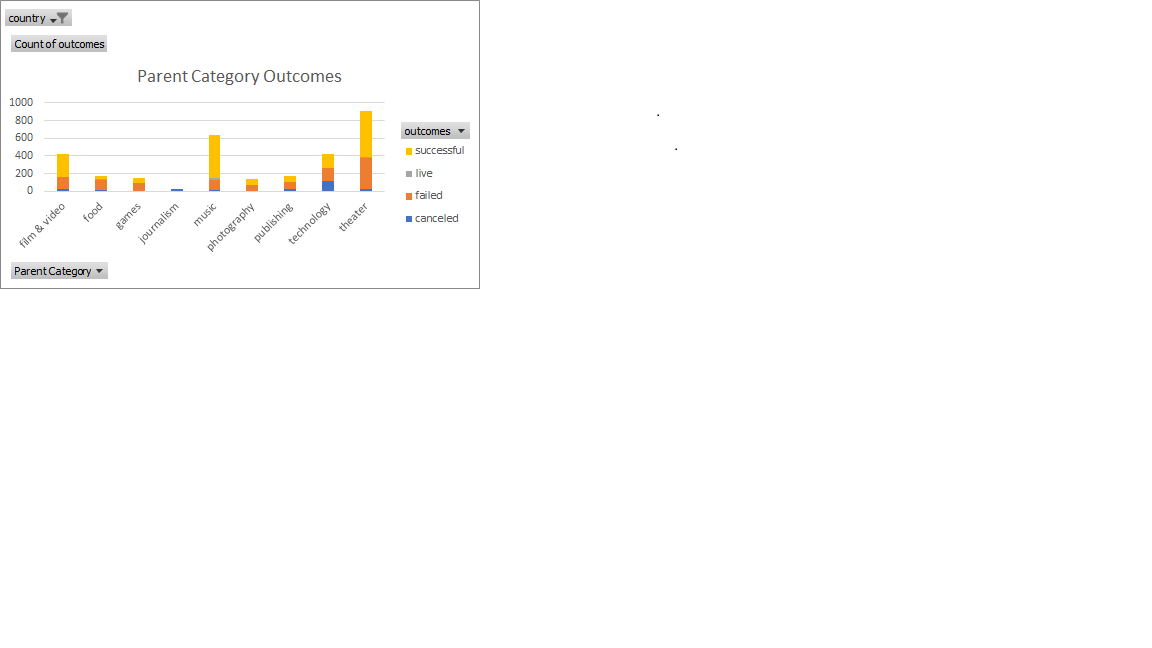 country
Count of outcomes
Parent Category Outcomes
1000
800
600
400
200
0
film & video
food
games
journalism
music
photography
publishing
technology
theater
outcomes
successful
live
failed
canceled
Parent Category